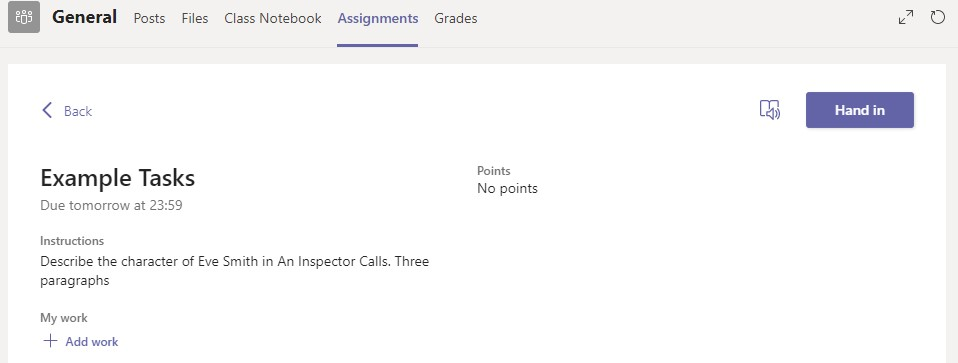 General Posts Files Class Notebook Assignments Grades
Back
Hand in
Example Tasks
Due tomorrow at 23:59
Points
No points
Instructions
Describe the character of Eve Smith in An Inspector Calls. Three
paragraphs
My work
Add work